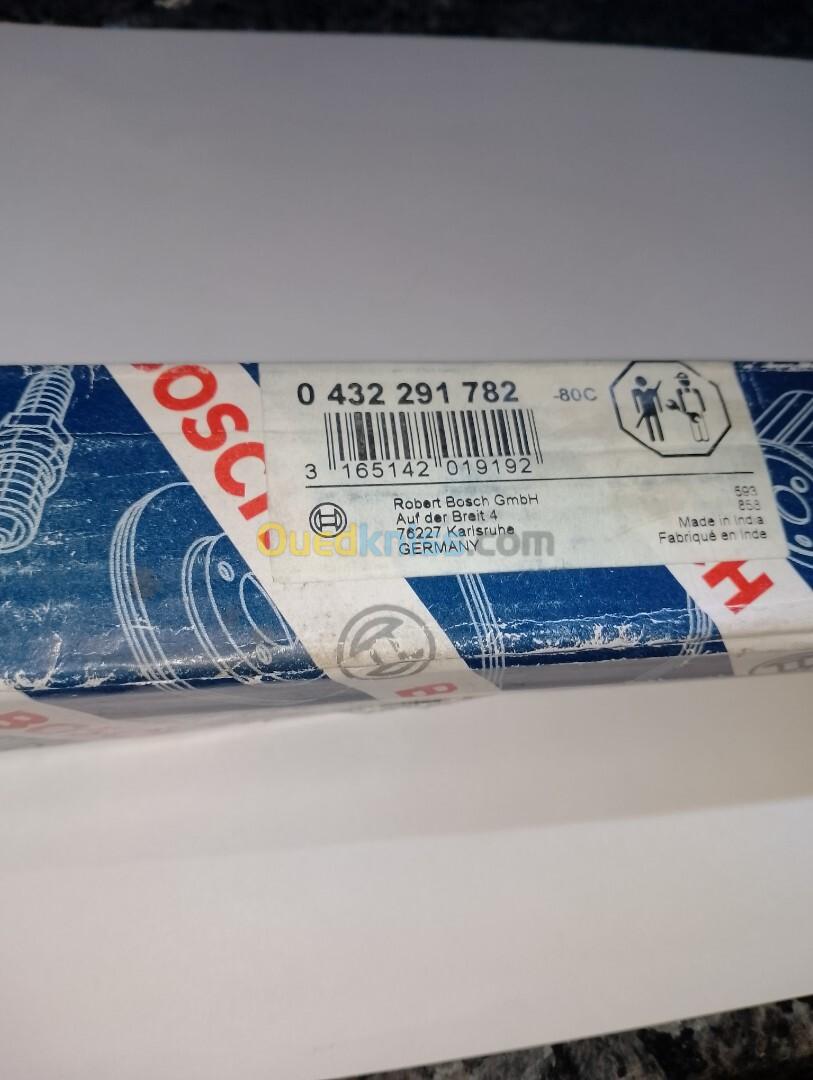 BOSCH
0 432 291 782 -80C
3 165142 019192
Robert Bosch GmbH
Auf der Breit 4
76227 Karlsruhe
GERMANY
593
858
Made in India
Fabriqué en Inde
Ouedkniss.com
H
B
BOSCH